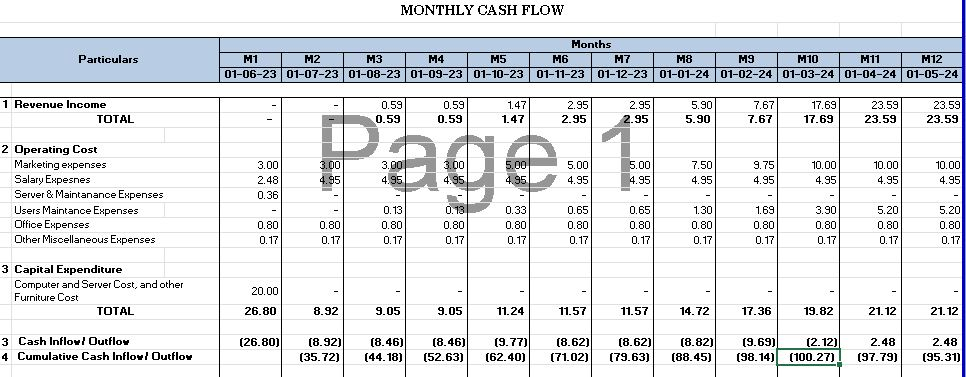 MONTHLY CASH FLOW
Months
Particulars M1 M2 M3 M4 M5 M6 M7 M8 M9 M10 M11 M12
01-06-23 01-07-23 01-08-23 01-09-23 01-10-23 01-11-23 01-12-23 01-01-24 01-02-24 01-03-24 01-04-24 01-05-24
1 Revenue Income - - 0.59 0.59 1.47 2.95 2.95 5.90 7.67 17.69 23.59 23.59
TOTAL - - 0.59 0.59 1.47 2.95 2.95 5.90 7.67 17.69 23.59 23.59
Page 1
2 Operating Cost
Marketing expenses 3.00 3.00 3.00 3.00 5.00 5.00 5.00 7.50 9.75 10.00 10.00 10.00
Salary Expesnes 2.48 4.95 4.95 4.95 4.95 4.95 4.95 4.95 4.95 4.95 4.95 4.95
Server & Maintanance Expenses 0.36 - - - - - - - - - - -
Users Maintance Expenses - - 0.13 0.13 0.33 0.65 0.65 1.30 1.69 3.90 5.20 5.20
Office Expenses 0.80 0.80 0.80 0.80 0.80 0.80 0.80 0.80 0.80 0.80 0.80 0.80
Other Miscellaneous Expenses 0.17 0.17 0.17 0.17 0.17 0.17 0.17 0.17 0.17 0.17 0.17 0.17
3 Capital Expenditure
Computer and Server Cost, and other
Furniture Cost 20.00 - - - - - - - - - - -
TOTAL 26.80 8.92 9.05 9.05 11.24 11.57 11.57 14.72 17.36 19.82 21.12 21.12
3 Cash Inflow/ Outflow (26.80) (8.92) (8.46) (8.46) (9.77) (8.62) (8.62) (8.82) (9.69) (2.12) 2.48 2.48
4 Cumulative Cash Inflow/ Outflow (35.72) (44.18) (52.63) (62.40) (71.02) (79.63) (88.45) (98.14) (100.27) (97.79) (95.31)